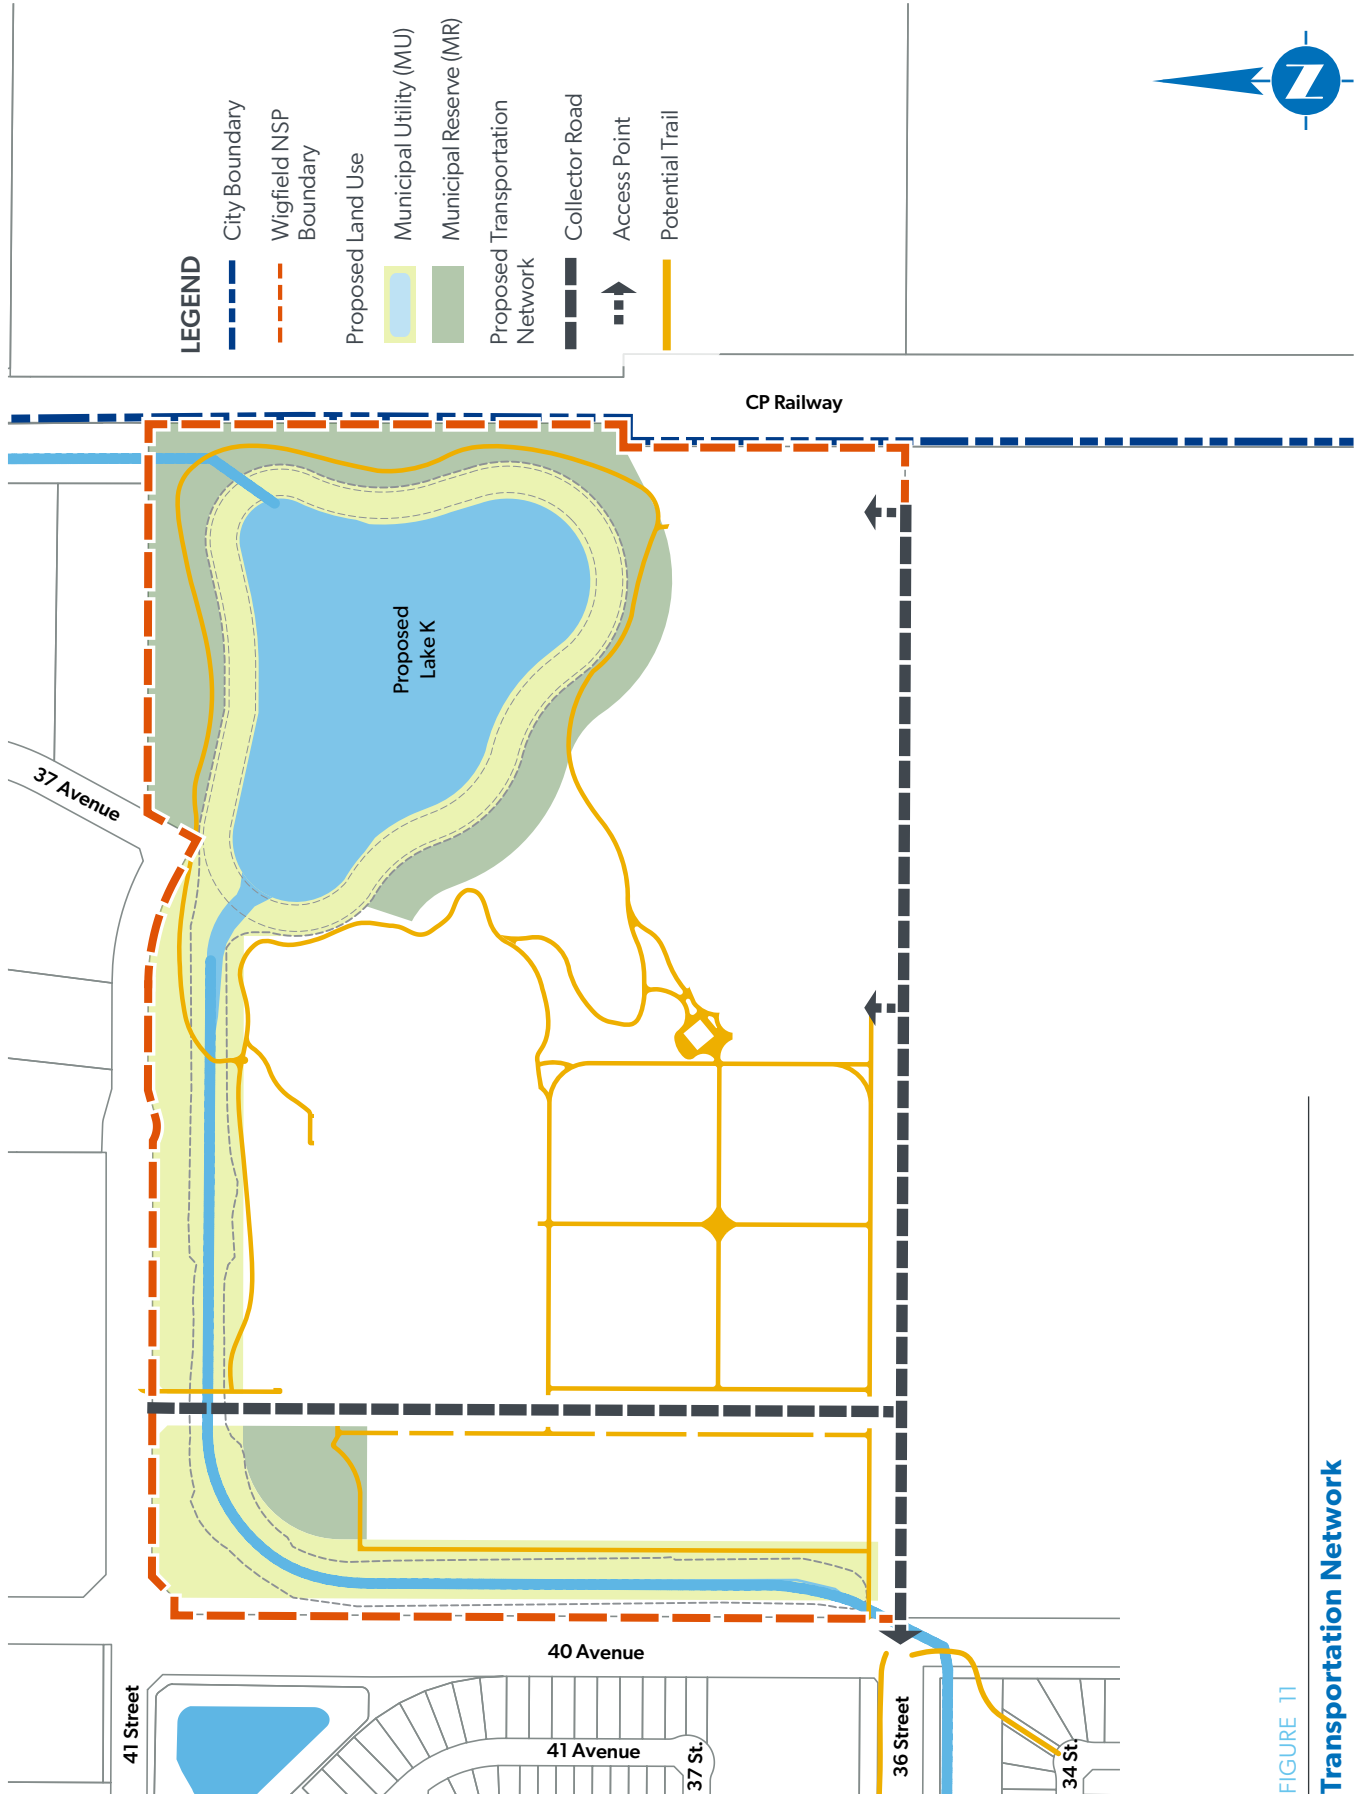 LEGEND
City Boundary
Wigfield NSP
Boundary
Proposed Land Use
Municipal Utility (MU)
Municipal Reserve (MR)
Proposed Transportation
Network
Collector Road
Access Point
Potential Trail
N
CP Railway
37 Avenue
Proposed
Lake K
40 Avenue
41 Street
41 Avenue
37 St.
36 Street
34 St.
FIGURE 11
Transportation Network